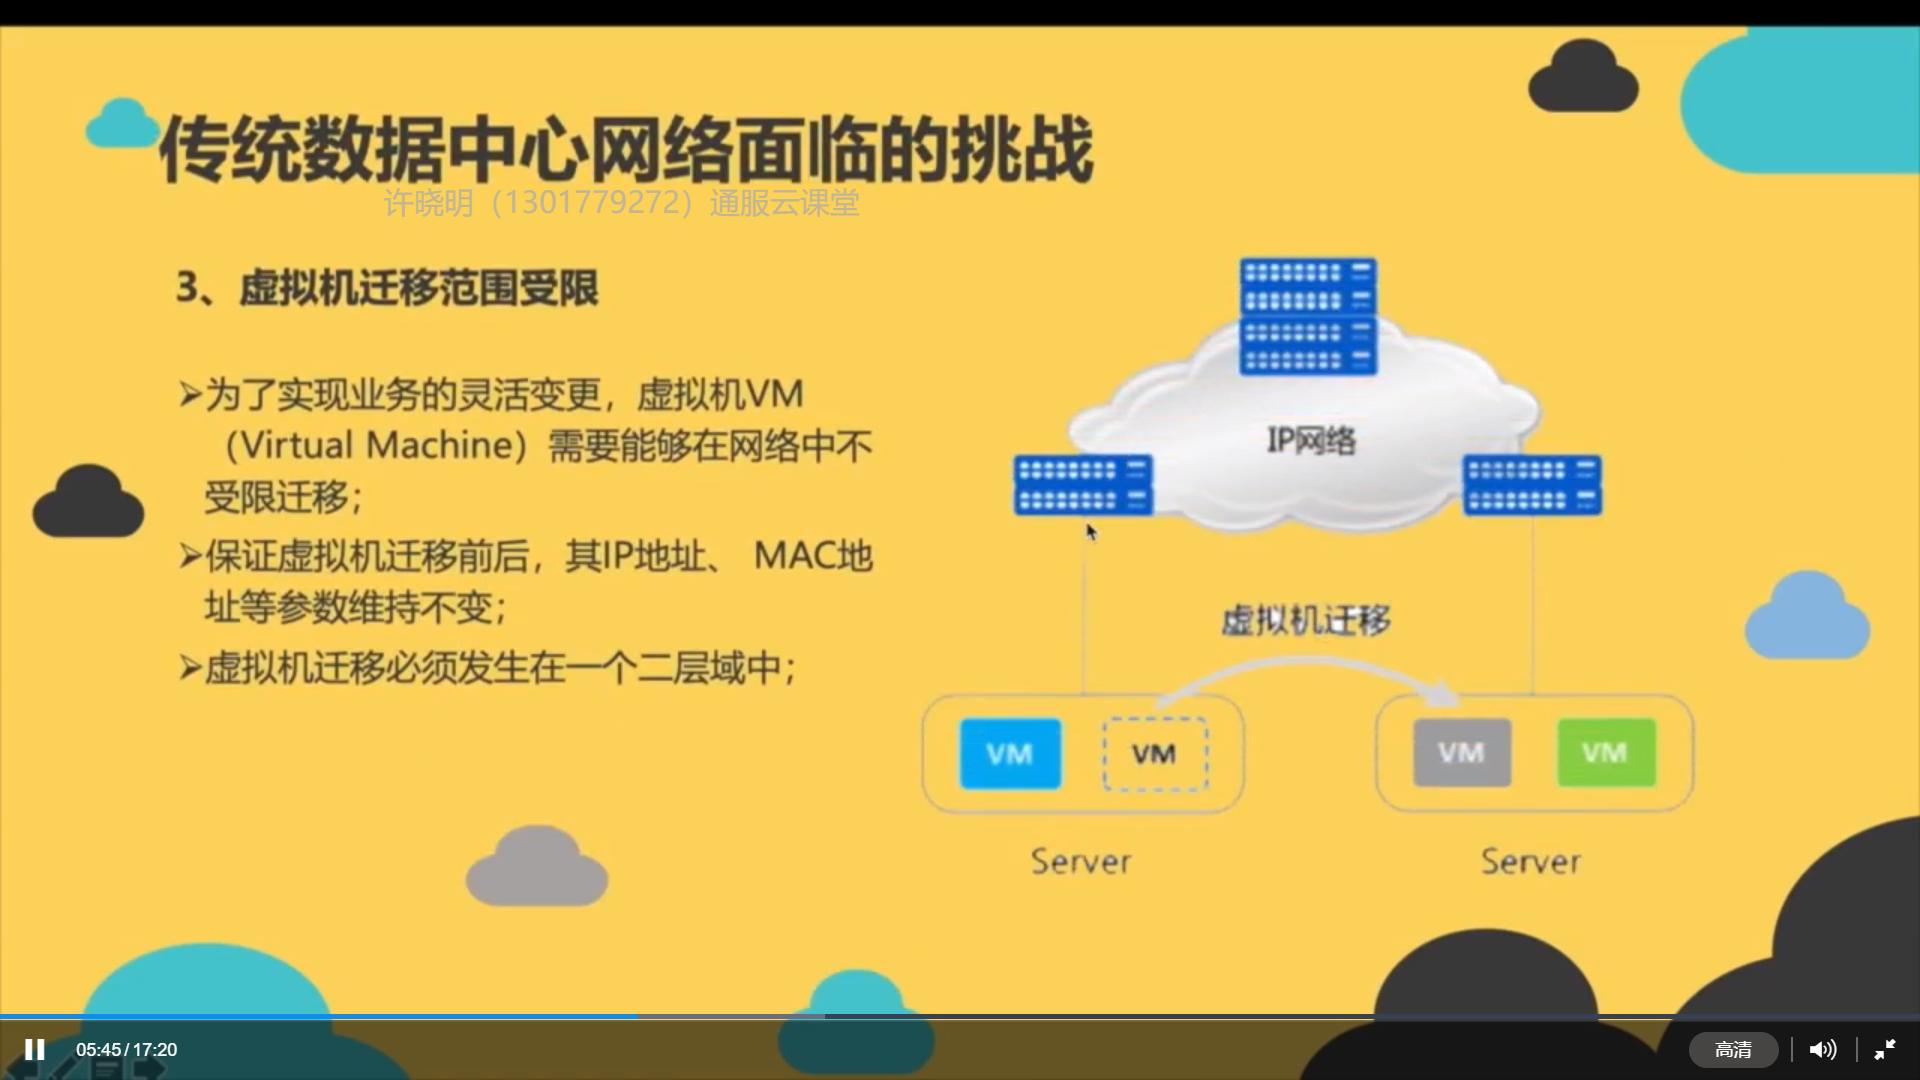 传统数据中心网络面临的挑战
许晓明（1301779272）通服云课堂
3、虚拟机迁移范围受限
➢为了实现业务的灵活变更，虚拟机VM
（Virtual Machine）需要能够在网络中不
受限迁移；
➢保证虚拟机迁移前后，其IP地址、 MAC地
址等参数维持不变；
➢虚拟机迁移必须发生在一个二层域中；
IP网络
虚拟机迁移
VM
VM
VM
VM
Server
Server
05:45/17:20
高清